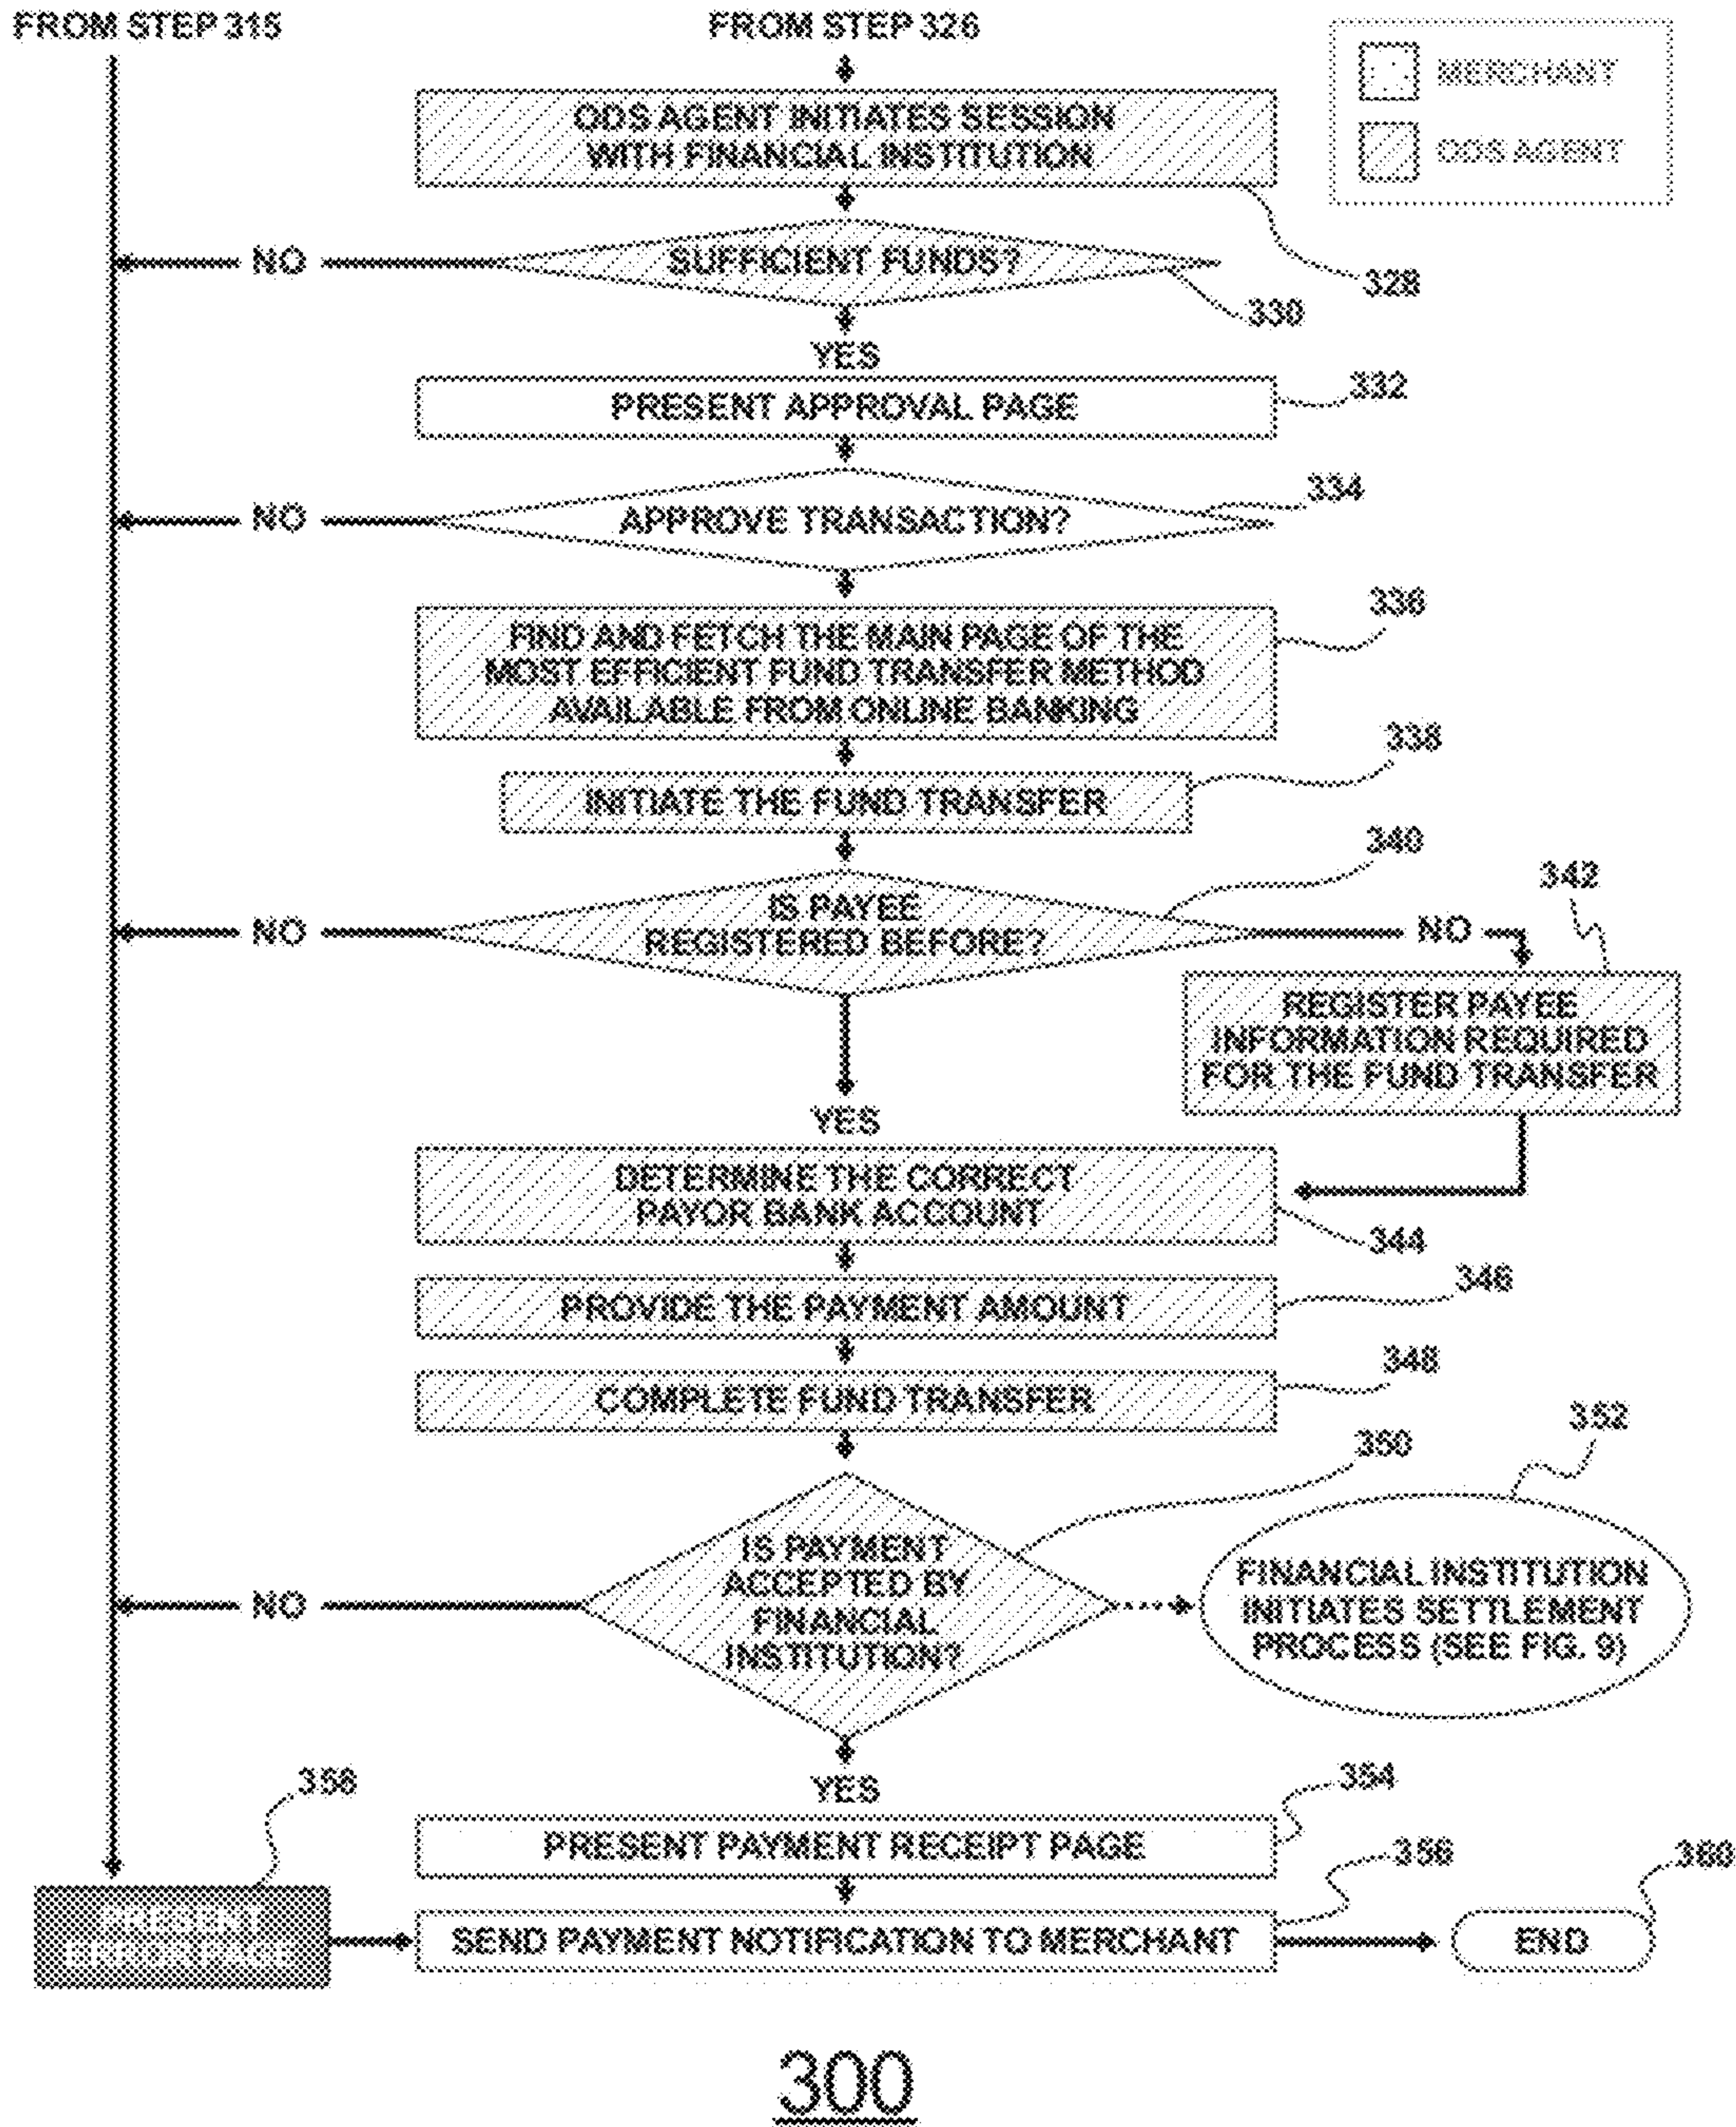 FROM STEP 315
FROM STEP 326
MERCHANT
ODS AGENT
ODS AGENT INITIATES SESSION
WITH FINANCIAL INSTITUTION
328
NO
SUFFICIENT FUNDS?
330
YES
PRESENT APPROVAL PAGE
332
NO
APPROVE TRANSACTION?
334
FIND AND FETCH THE MAIN PAGE OF THE
MOST EFFICIENT FUND TRANSFER METHOD
AVAILABLE FROM ONLINE BANKING
336
INITIATE THE FUND TRANSFER
338
NO
IS PAYEE
REGISTERED BEFORE?
340
NO
342
REGISTER PAYEE
INFORMATION REQUIRED
FOR THE FUND TRANSFER
YES
DETERMINE THE CORRECT
PAYOR BANK ACCOUNT
344
PROVIDE THE PAYMENT AMOUNT
346
COMPLETE FUND TRANSFER
348
NO
IS PAYMENT
ACCEPTED BY
FINANCIAL
INSTITUTION?
350
352
FINANCIAL INSTITUTION
INITIATES SETTLEMENT
PROCESS (SEE FIG. 9)
YES
PRESENT PAYMENT RECEIPT PAGE
354
PRESENT
ERROR PAGE
SEND PAYMENT NOTIFICATION TO MERCHANT
356
END
360
300